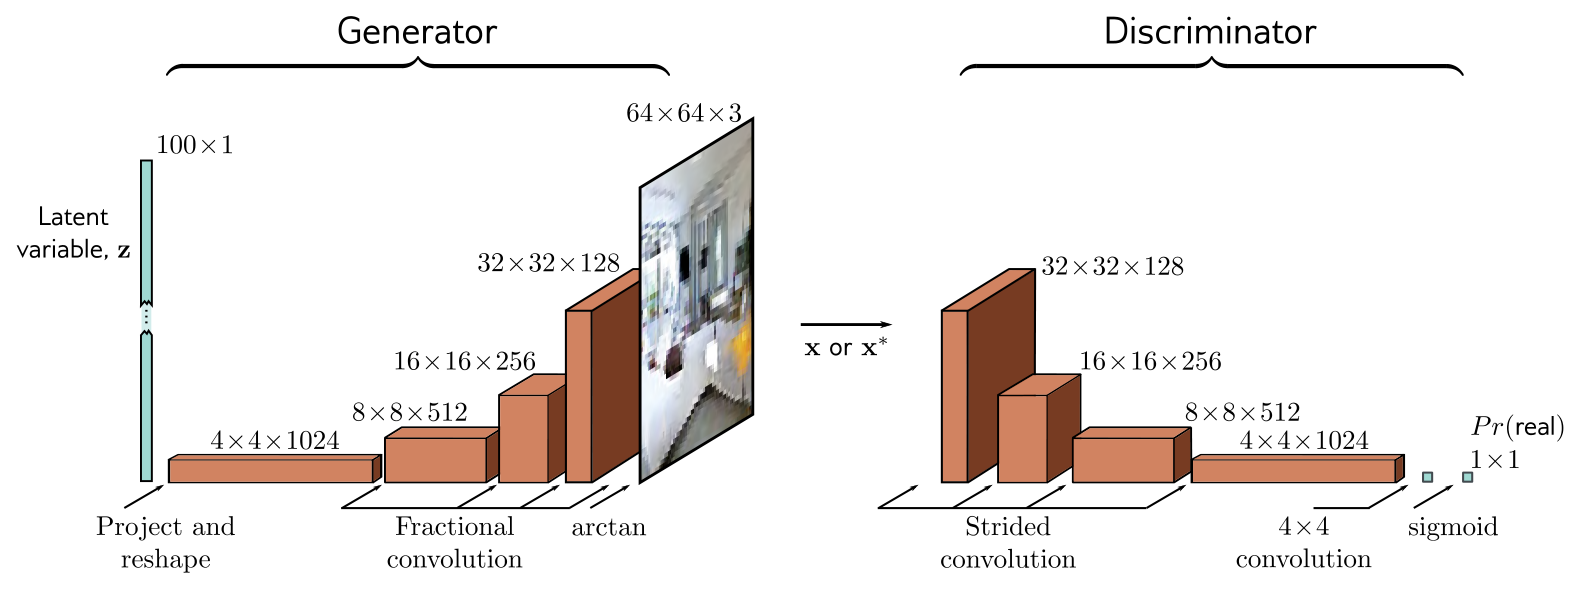 Generator
Discriminator
64×64×3
100×1
Latent
variable, z
32×32×128
16×16×256
8×8×512
4×4×1024
Project and
reshape
Fractional
convolution
arctan
x or x*
32×32×128
16×16×256
8×8×512
4×4×1024
Pr(real)
1×1
Strided
convolution
4×4
convolution
sigmoid